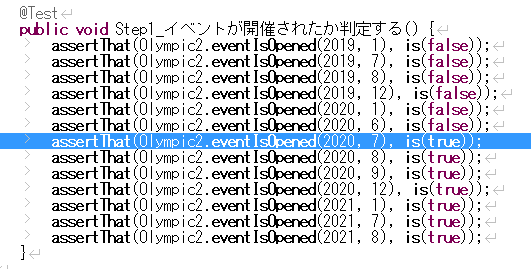 @Test
public void Step1_イベントが開催されたか判定する() {
assertThat(Olympic2.eventIsOpened(2019, 1), is(false));
assertThat(Olympic2.eventIsOpened(2019, 7), is(false));
assertThat(Olympic2.eventIsOpened(2019, 8), is(false));
assertThat(Olympic2.eventIsOpened(2019, 12), is(false));
assertThat(Olympic2.eventIsOpened(2020, 1), is(false));
assertThat(Olympic2.eventIsOpened(2020, 6), is(false));
assertThat(Olympic2.eventIsOpened(2020, 7), is(true));
assertThat(Olympic2.eventIsOpened(2020, 8), is(true));
assertThat(Olympic2.eventIsOpened(2020, 9), is(true));
assertThat(Olympic2.eventIsOpened(2020, 12), is(true));
assertThat(Olympic2.eventIsOpened(2021, 1), is(true));
assertThat(Olympic2.eventIsOpened(2021, 7), is(true));
assertThat(Olympic2.eventIsOpened(2021, 8), is(true));
}